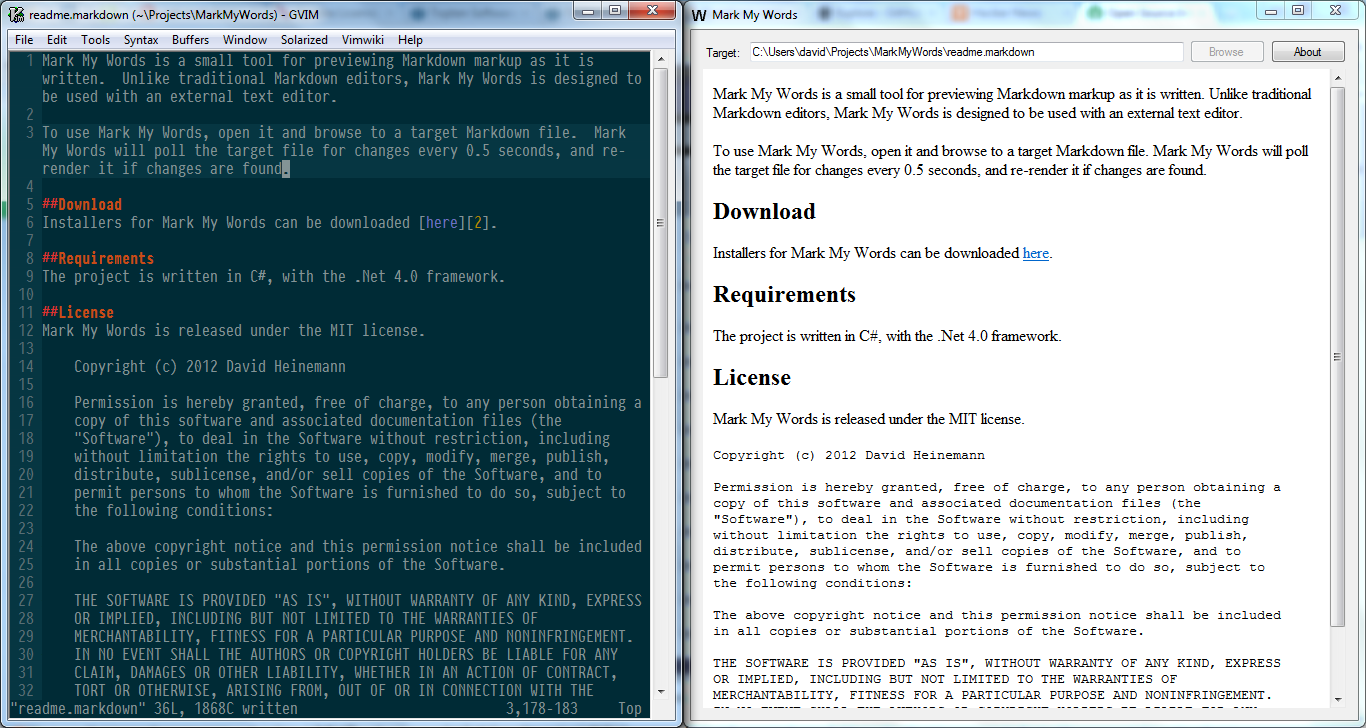 readme.markdown (~\Projects\MarkMyWords) - GVIM
File Edit Tools Syntax Buffers Window Solarized Vimwiki Help
1 Mark My Words is a small tool for previewing Markdown markup as it is
written.  Unlike traditional Markdown editors, Mark My Words is designed to
be used with an external text editor.
2
3 To use Mark My Words, open it and browse to a target Markdown file.  Mark
My Words will poll the target file for changes every 0.5 seconds, and re-
render it if changes are found.
4
5 ##Download
6 Installers for Mark My Words can be downloaded [here][2].
7
8 ##Requirements
9 The project is written in C#, with the .Net 4.0 framework.
10
11 ##License
12 Mark My Words is released under the MIT license.
13
14 Copyright (c) 2012 David Heinemann
15
16 Permission is hereby granted, free of charge, to any person obtaining a
17 copy of this software and associated documentation files (the
18 "Software"), to deal in the Software without restriction, including
19 without limitation the rights to use, copy, modify, merge, publish,
20 distribute, sublicense, and/or sell copies of the Software, and to
21 permit persons to whom the Software is furnished to do so, subject to
22 the following conditions:
23
24 The above copyright notice and this permission notice shall be included
25 in all copies or substantial portions of the Software.
26
27 THE SOFTWARE IS PROVIDED "AS IS", WITHOUT WARRANTY OF ANY KIND, EXPRESS
28 OR IMPLIED, INCLUDING BUT NOT LIMITED TO THE WARRANTIES OF
29 MERCHANTABILITY, FITNESS FOR A PARTICULAR PURPOSE AND NONINFRINGEMENT.
30 IN NO EVENT SHALL THE AUTHORS OR COPYRIGHT HOLDERS BE LIABLE FOR ANY
31 CLAIM, DAMAGES OR OTHER LIABILITY, WHETHER IN AN ACTION OF CONTRACT,
32 TORT OR OTHERWISE, ARISING FROM, OUT OF OR IN CONNECTION WITH THE
"readme.markdown" 36L, 1868C written 3,178-183 Top
W Mark My Words
Target: C:\Users\david\Projects\MarkMyWords\readme.markdown Browse About
Mark My Words is a small tool for previewing Markdown markup as it is written. Unlike traditional
Markdown editors, Mark My Words is designed to be used with an external text editor.
To use Mark My Words, open it and browse to a target Markdown file. Mark My Words will poll
the target file for changes every 0.5 seconds, and re-render it if changes are found.
Download
Installers for Mark My Words can be downloaded here.
Requirements
The project is written in C#, with the .Net 4.0 framework.
License
Mark My Words is released under the MIT license.
Copyright (c) 2012 David Heinemann
Permission is hereby granted, free of charge, to any person obtaining a
copy of this software and associated documentation files (the
"Software"), to deal in the Software without restriction, including
without limitation the rights to use, copy, modify, merge, publish,
distribute, sublicense, and/or sell copies of the Software, and to
permit persons to whom the Software is furnished to do so, subject to
the following conditions:
The above copyright notice and this permission notice shall be included
in all copies or substantial portions of the Software.
THE SOFTWARE IS PROVIDED "AS IS", WITHOUT WARRANTY OF ANY KIND, EXPRESS
OR IMPLIED, INCLUDING BUT NOT LIMITED TO THE WARRANTIES OF
MERCHANTABILITY, FITNESS FOR A PARTICULAR PURPOSE AND NONINFRINGEMENT.